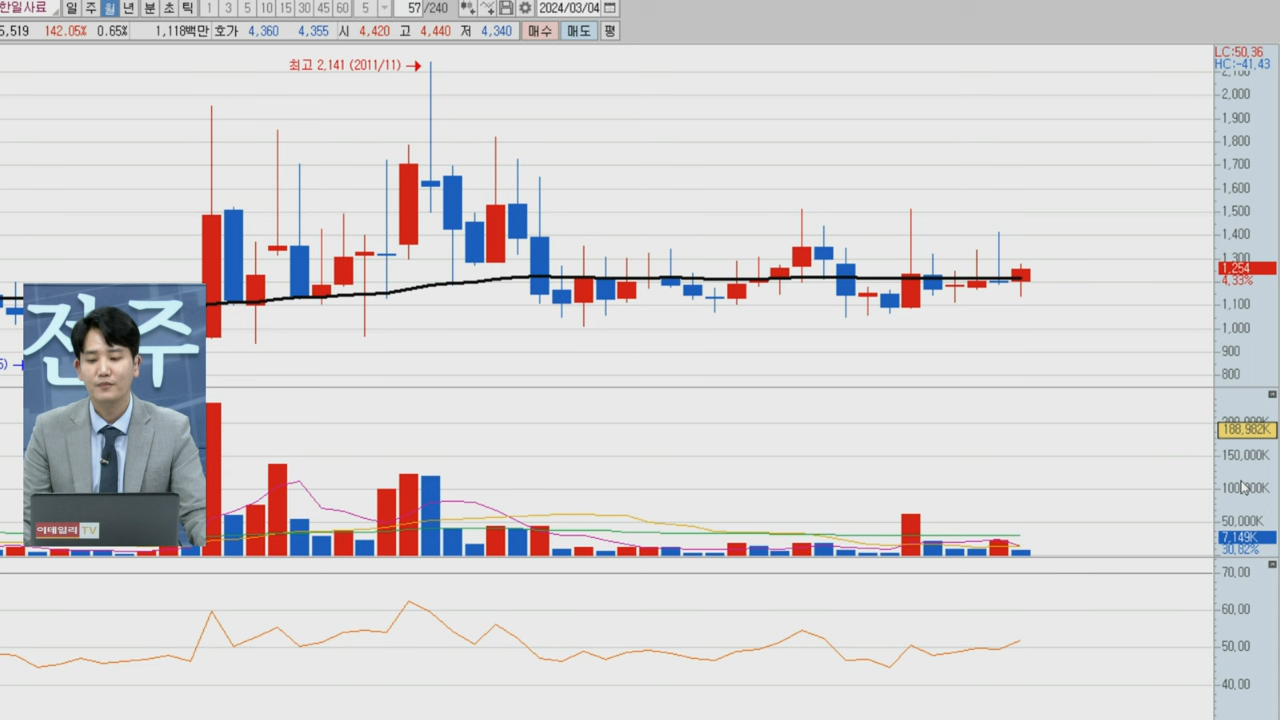 한일사료 일 주 월 년 분 초 틱 1 3 5 10 15 30 45 60 5 57 /240 2024/03/04
5,519 142.05% 0.65% 1,118백만 호가 4,360 4,355 시 4,420 고 4,440 저 4,340 매수 매도 평
LC:50,36
HC:-41,43
최고 2,141 (2011/11)
2,100
2,000
1,900
1,800
1,700
1,600
1,500
1,400
1,300
1,254
4,33%
1,100
1,000
900
800
전주
이데일리TV
200,000K
188,982K
150,000K
100,000K
50,000K
7,149K
30,82%
70,00
60,00
50,00
40,00